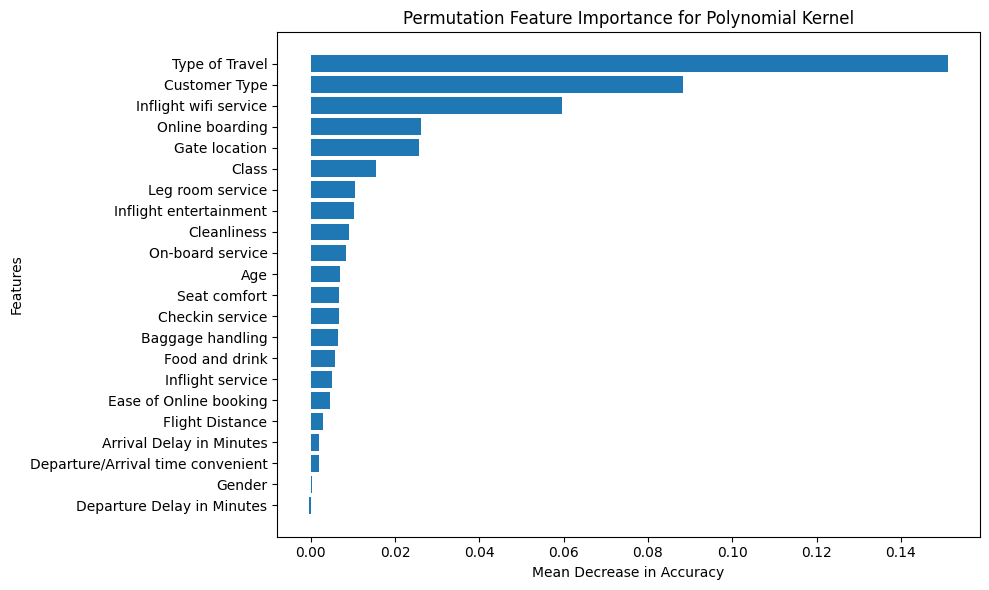 Permutation Feature Importance for Polynomial Kernel
Features
Type of Travel
Customer Type
Inflight wifi service
Online boarding
Gate location
Class
Leg room service
Inflight entertainment
Cleanliness
On-board service
Age
Seat comfort
Checkin service
Baggage handling
Food and drink
Inflight service
Ease of Online booking
Flight Distance
Arrival Delay in Minutes
Departure/Arrival time convenient
Gender
Departure Delay in Minutes
0.00 0.02 0.04 0.06 0.08 0.10 0.12 0.14
Mean Decrease in Accuracy